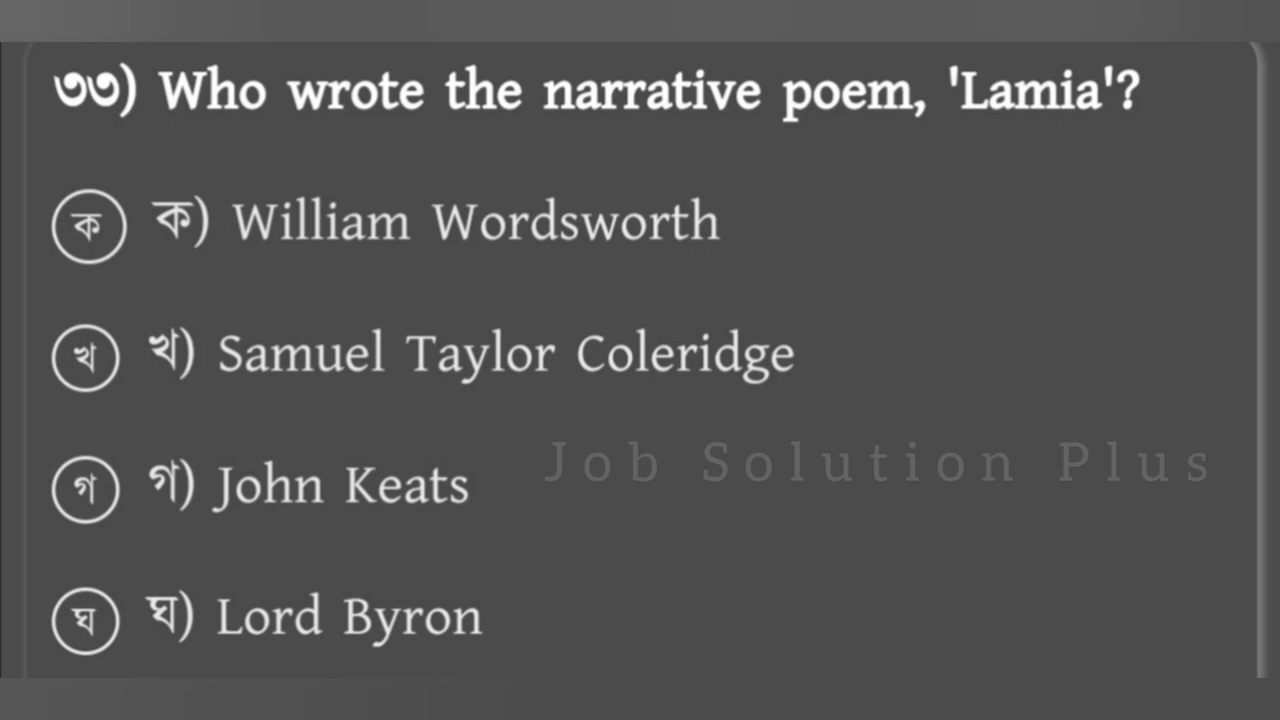 ৩৩) Who wrote the narrative poem, 'Lamia'?
ক ক) William Wordsworth
খ খ) Samuel Taylor Coleridge
Job Solution Plus
গ গ) John Keats
ঘ ঘ) Lord Byron